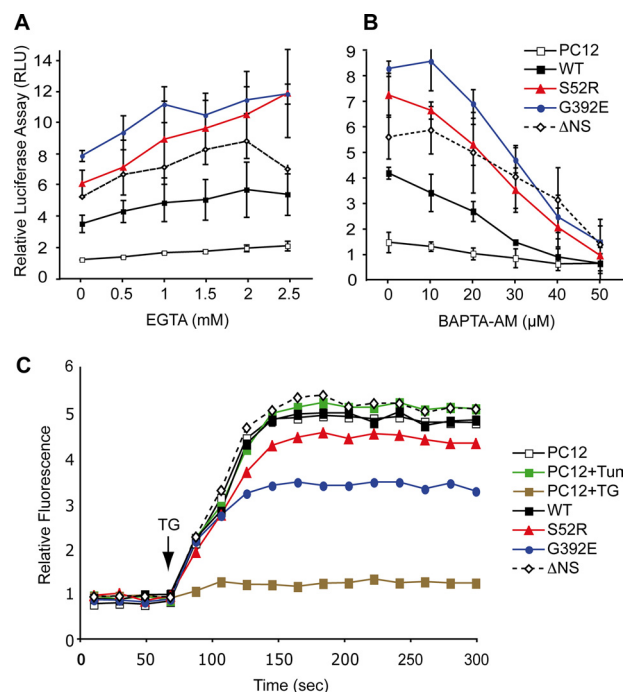 A
Relative Luciferase Assay (RLU)
14
12
10
8
6
4
2
0
0 0.5 1 1.5 2 2.5
EGTA (mM)
B
9
8
7
6
5
4
3
2
1
0
0 10 20 30 40 50
BAPTA-AM (µM)
PC12
WT
S52R
G392E
ΔNS
C
Relative Fluorescence
6
5
4
3
2
1
0
TG
0 50 100 150 200 250 300
Time (sec)
PC12
PC12+Tun
PC12+TG
WT
S52R
G392E
ΔNS